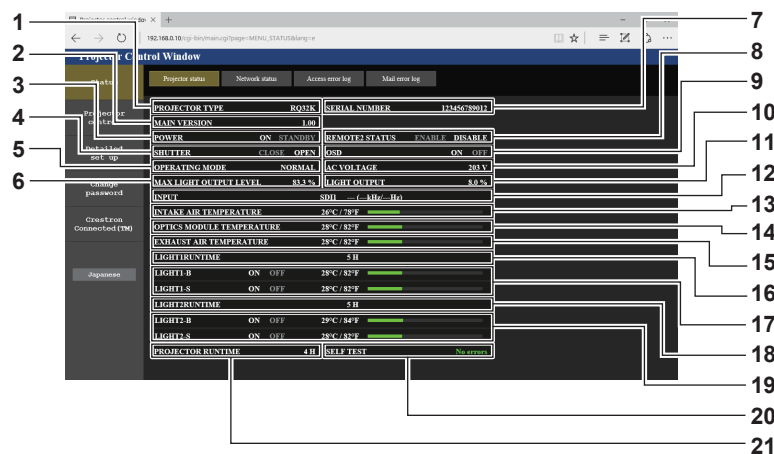 1
2
3
4
5
6
7
8
9
10
11
12
13
14
15
16
17
18
19
20
21
Projector control window
192.168.0.10/cgi-bin/main.cgi?page=MENU_STATUS&lang=e
Projector Control Window
Status
Projector control
Detailed set up
Change password
Crestron Connected(TM)
Japanese
Projector status Network status Access error log Mail error log
PROJECTOR TYPE RQ32K SERIAL NUMBER 123456789012
MAIN VERSION 1.00
POWER ON STANDBY REMOTE2 STATUS ENABLE DISABLE
SHUTTER CLOSE OPEN OSD ON OFF
OPERATING MODE NORMAL AC VOLTAGE 203 V
MAX LIGHT OUTPUT LEVEL 83.3 % LIGHT OUTPUT 8.0 %
INPUT SDI1 — (—kHz/—Hz)
INTAKE AIR TEMPERATURE 26°C / 78°F
OPTICS MODULE TEMPERATURE 28°C / 82°F
EXHAUST AIR TEMPERATURE 28°C / 82°F
LIGHT1RUNTIME 5 H
LIGHT1-B ON OFF 28°C / 82°F
LIGHT1-S ON OFF 28°C / 82°F
LIGHT2RUNTIME 5 H
LIGHT2-B ON OFF 29°C / 84°F
LIGHT2-S ON OFF 28°C / 82°F
PROJECTOR RUNTIME 4 H SELF TEST No errors